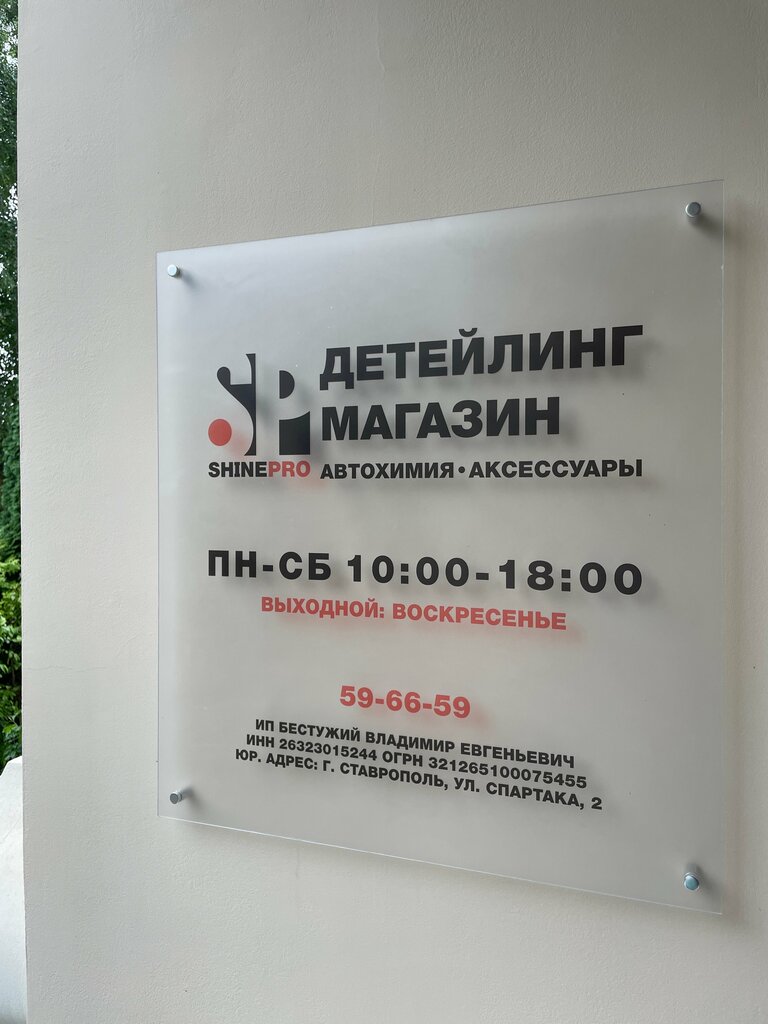 SP ДЕТЕЙЛИНГ
МАГАЗИН
SHINEPRO АВТОХИМИЯ • АКСЕССУАРЫ
ПН-СБ 10:00-18:00
ВЫХОДНОЙ: ВОСКРЕСЕНЬЕ
59-66-59
ИП БЕСТУЖИЙ ВЛАДИМИР ЕВГЕНЬЕВИЧ
ИНН 26323015244 ОГРН 321265100075455
ЮР. АДРЕС: Г. СТАВРОПОЛЬ, УЛ. СПАРТАКА, 2